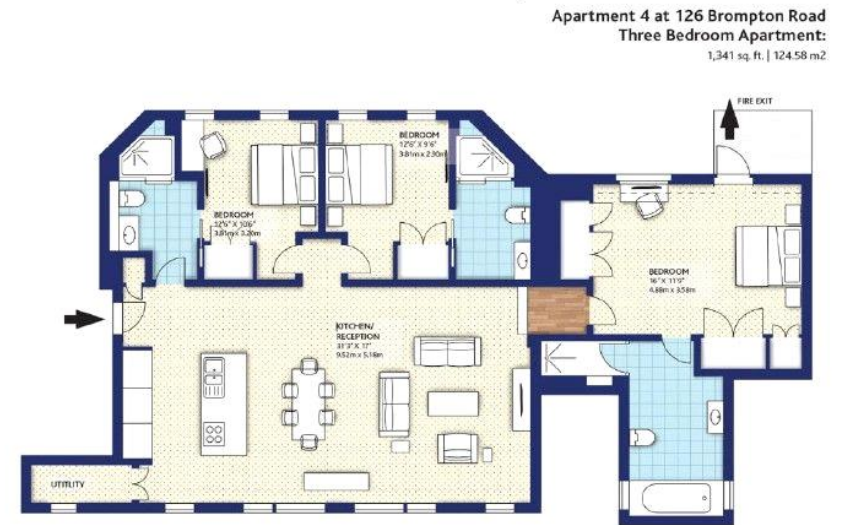 Apartment 4 at 126 Brompton Road
Three Bedroom Apartment:
1,341 sq. ft. | 124.58 m2
FIRE EXIT
BEDROOM
12'6" X 9'6"
3.81m x 2.90m
BEDROOM
12'6" X 10'6"
3.81m x 3.20m
BEDROOM
16' X 11'9"
4.88m x 3.58m
KITCHEN/
RECEPTION
31'3" X 17'
9.52m x 5.18m
UTITLITY